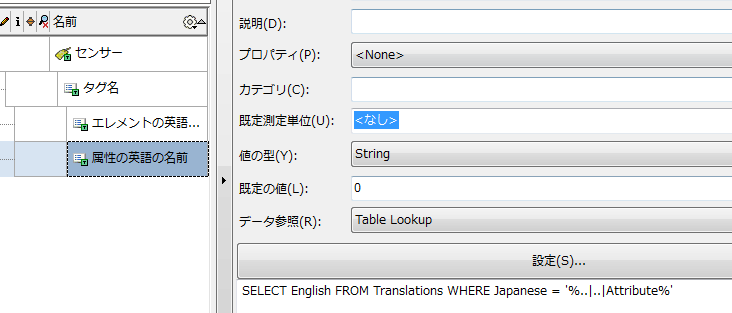 名前
センサー
タグ名
エレメントの英語...
属性の英語の名前
説明(D):
プロパティ(P): <None>
カテゴリ(C):
既定測定単位(U): <なし>
値の型(Y): String
既定の値(L): 0
データ参照(R): Table Lookup
設定(S)...
SELECT English FROM Translations WHERE Japanese = '%..|..|Attribute%'